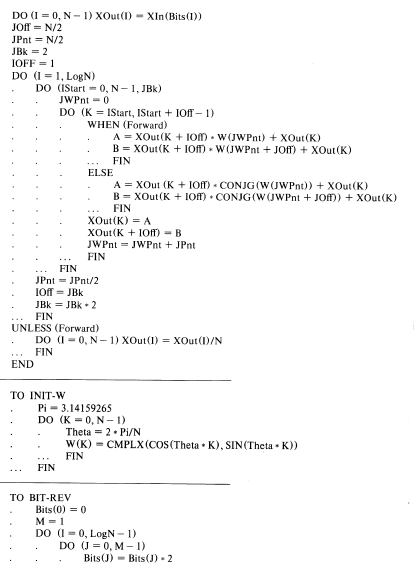 DO (I = 0, N – 1) XOut(I) = XIn(Bits(I))
JOff = N/2
JPnt = N/2
JBk = 2
IOFF = 1
DO (I = 1, LogN)
. DO (IStart = 0, N – 1, JBk)
. . JWPnt = 0
. . DO (K = IStart, IStart + IOff – 1)
. . . WHEN (Forward)
. . . . A = XOut(K + IOff) * W(JWPnt) + XOut(K)
. . . . B = XOut(K + IOff) * W(JWPnt + JOff) + XOut(K)
. . . ... FIN
. . . ELSE
. . . . A = XOut (K + IOff) * CONJG(W(JWPnt)) + XOut(K)
. . . . B = XOut(K + IOff) * CONJG(W(JWPnt + JOff)) + XOut(K)
. . . ... FIN
. . . XOut(K) = A
. . . XOut(K + IOff) = B
. . . JWPnt = JWPnt + JPnt
. . ... FIN
. ... FIN
. JPnt = JPnt/2
. IOff = JBk
. JBk = JBk * 2
... FIN
UNLESS (Forward)
. DO (I = 0, N – 1) XOut(I) = XOut(I)/N
... FIN
END
TO INIT-W
. Pi = 3.14159265
. DO (K = 0, N – 1)
. . Theta = 2 * Pi/N
. . W(K) = CMPLX(COS(Theta * K), SIN(Theta * K))
. ... FIN
... FIN
TO BIT-REV
. Bits(0) = 0
. M = 1
. DO (I = 0, LogN – 1)
. . DO (J = 0, M – 1)
. . . Bits(J) = Bits(J) * 2